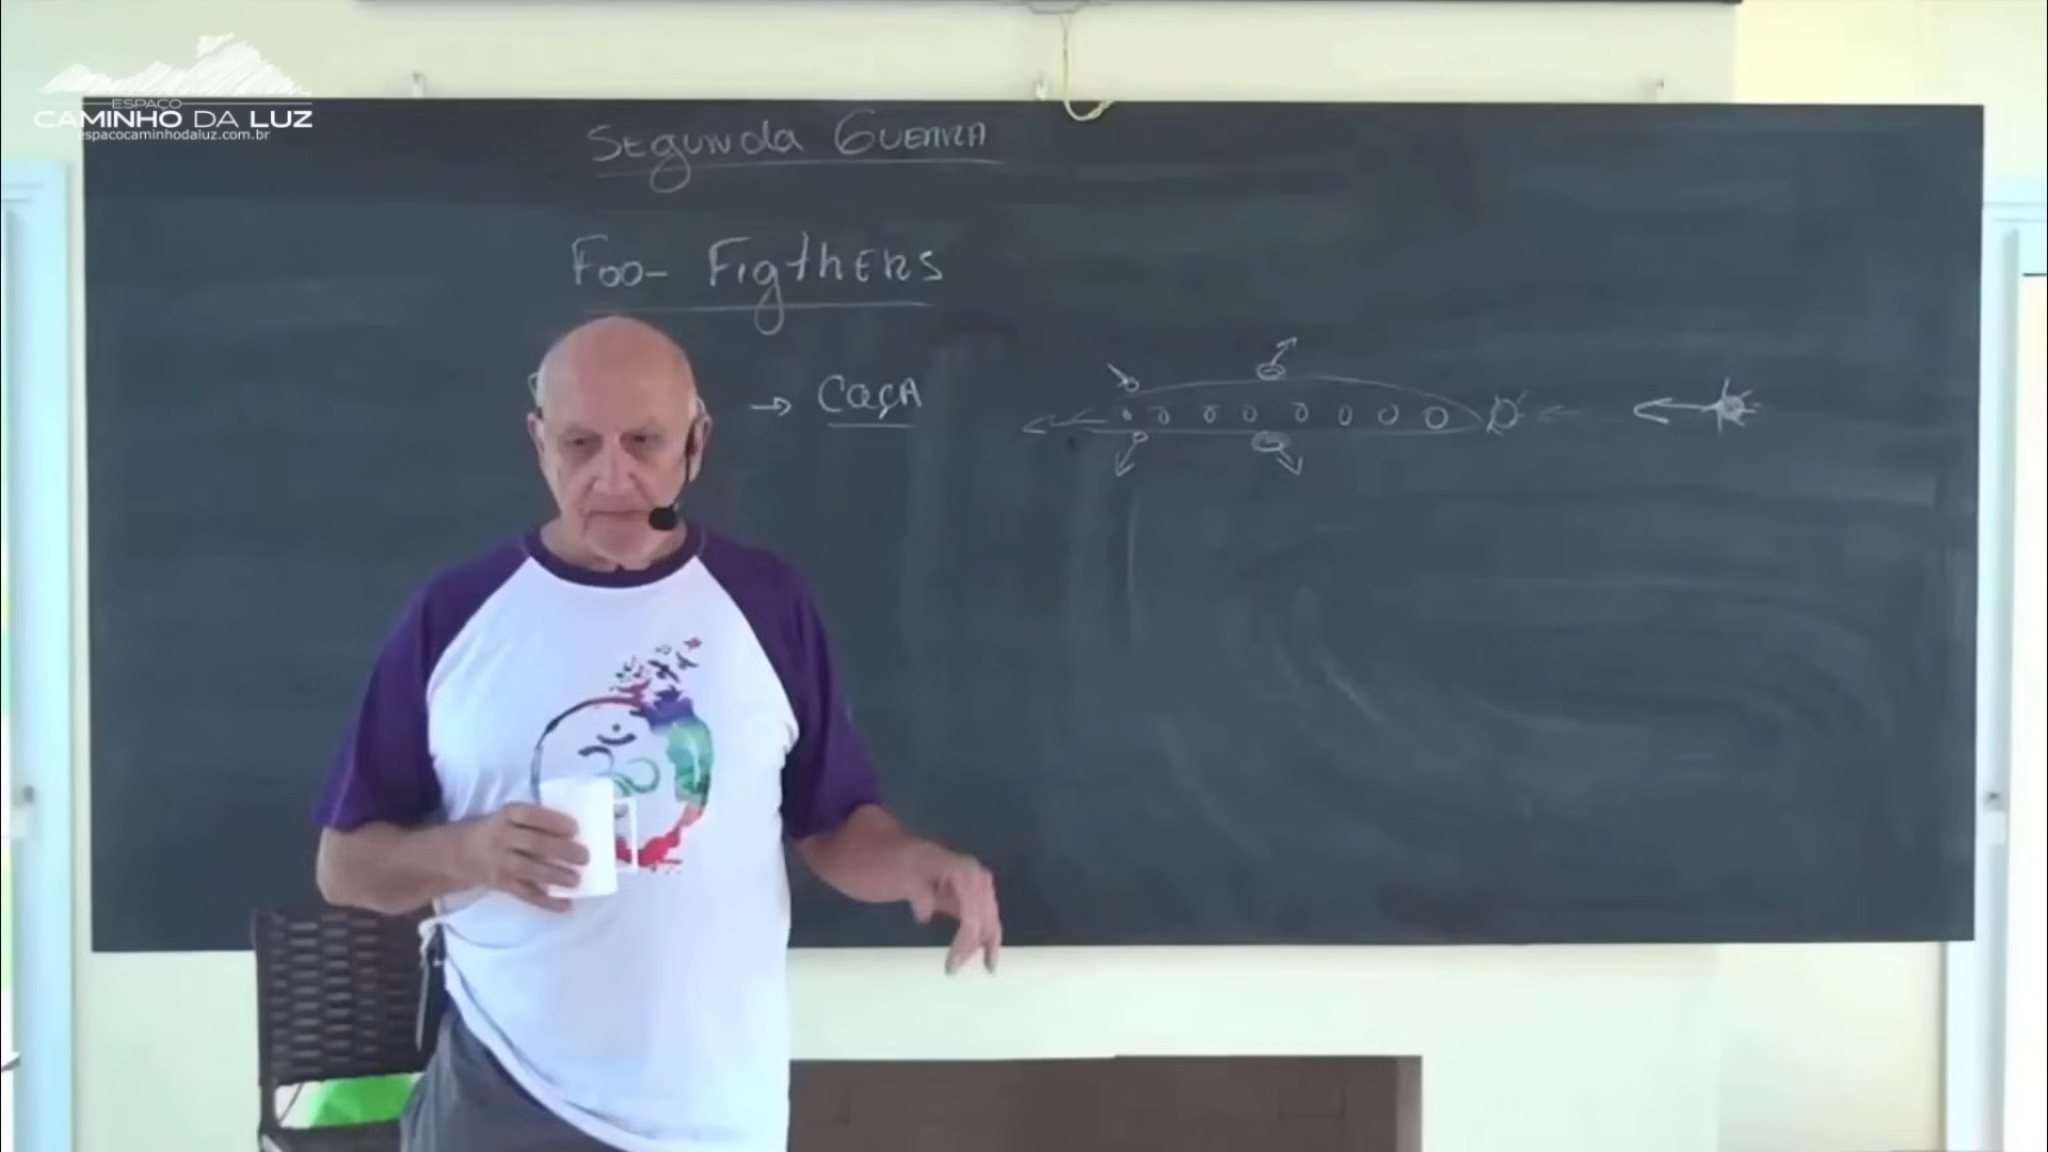 ESPAÇO
CAMINHO DA LUZ
espacocaminhodaluz.com.br
Segunda Guerra
Foo- Figthers
→ Caça